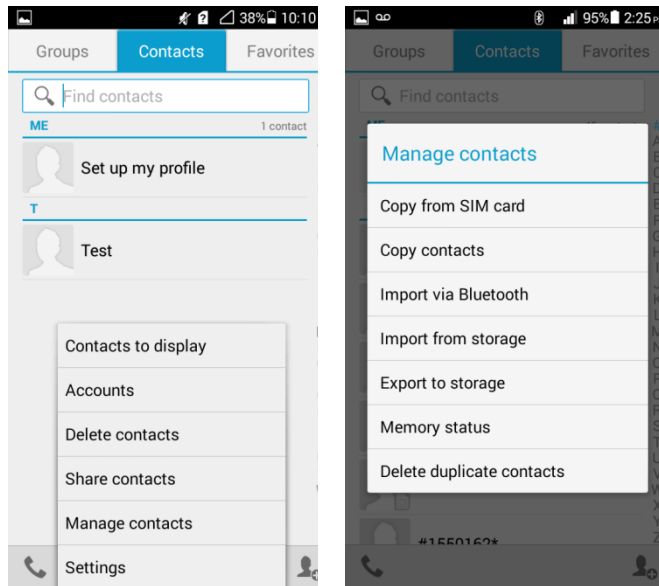 38% 10:10
Groups Contacts Favorites
Find contacts
ME 1 contact
Set up my profile
T
Test
Contacts to display
Accounts
Delete contacts
Share contacts
Manage contacts
Settings
95% 2:25 P
Groups Contacts Favorites
Find contacts
ME
Manage contacts
Copy from SIM card
Copy contacts
Import via Bluetooth
Import from storage
Export to storage
Memory status
Delete duplicate contacts
#1550162*